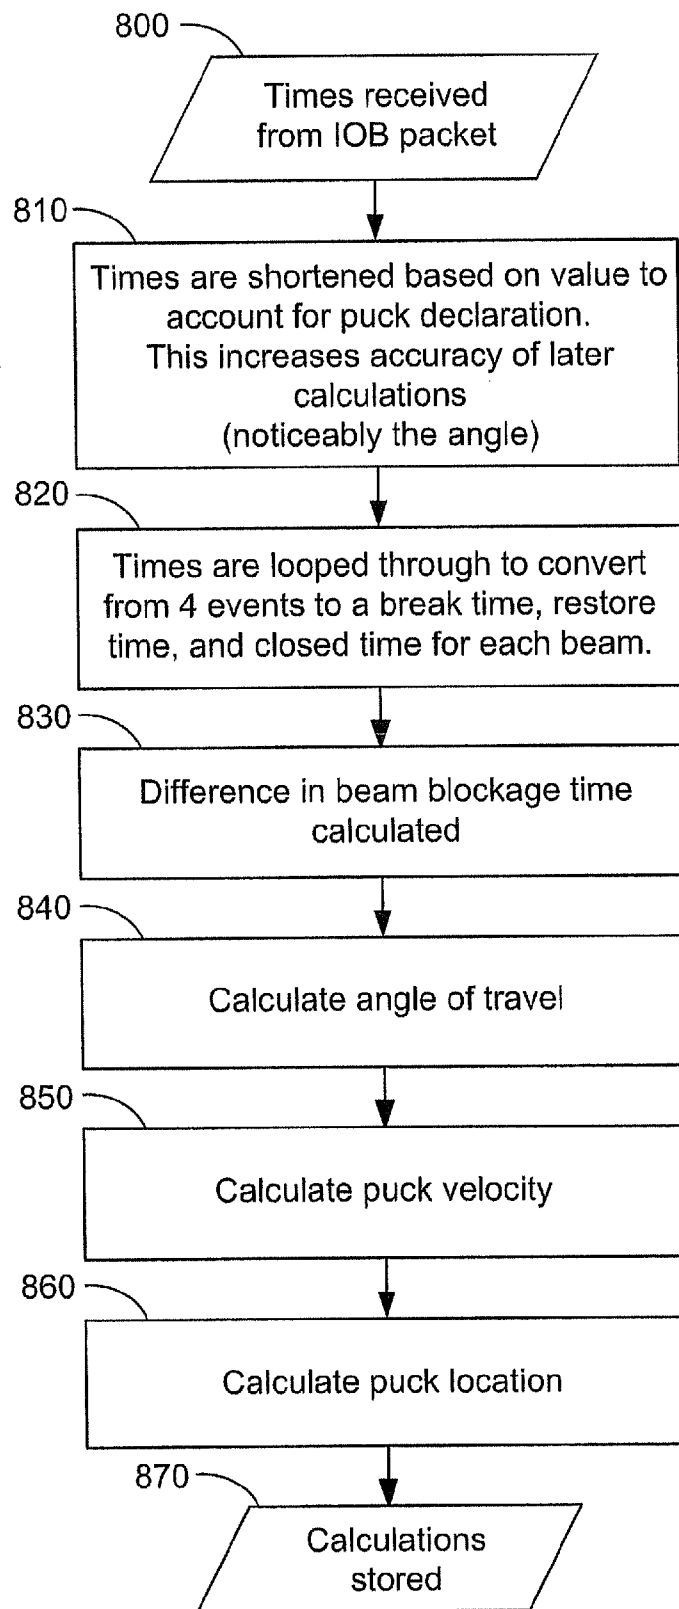 800
Times received
from IOB packet
810
Times are shortened based on value to
account for puck declaration.
This increases accuracy of later
calculations
(noticeably the angle)
820
Times are looped through to convert
from 4 events to a break time, restore
time, and closed time for each beam.
830
Difference in beam blockage time
calculated
840
Calculate angle of travel
850
Calculate puck velocity
860
Calculate puck location
870
Calculations
stored